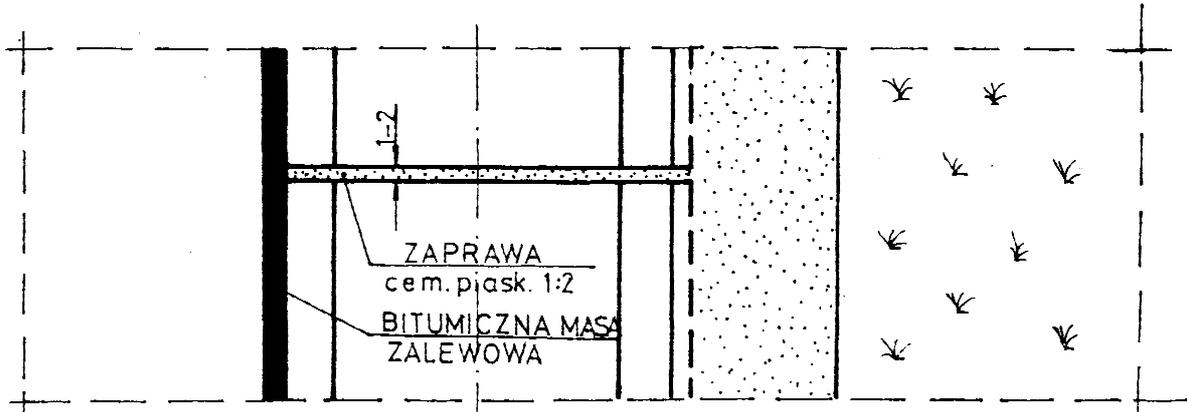 1-2
ZAPRAWA
cem. piask. 1:2
BITUMICZNA MASA
ZALEWOWA